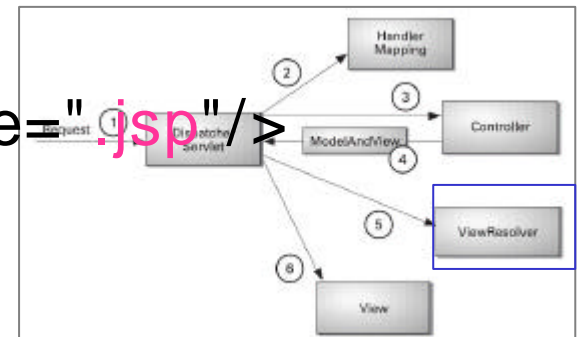 Handler
Mapping
2
3
e=".jsp"/>
Request
1
Dispatcher
Servlet
ModelAndView
4
Controller
5
ViewResolver
6
View